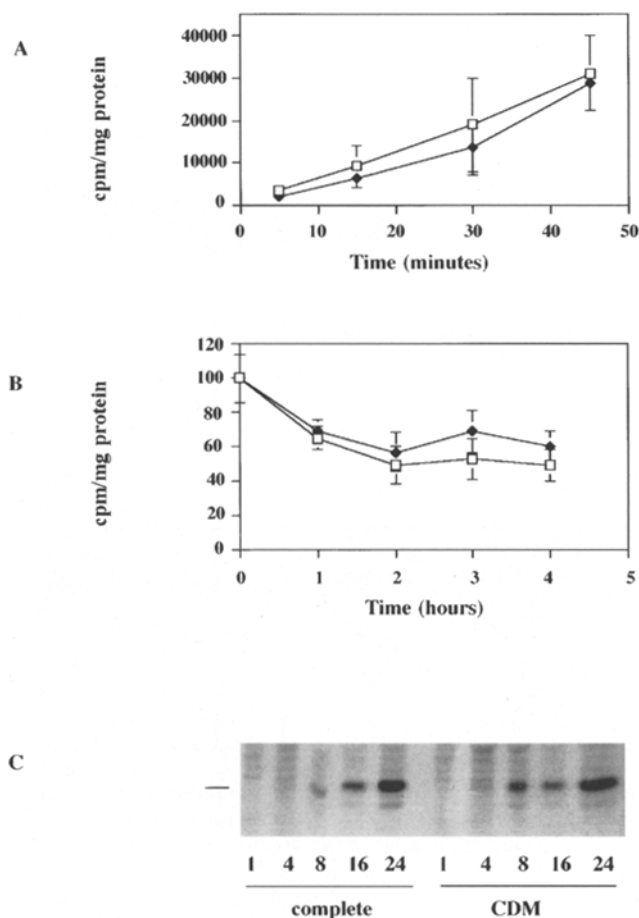 A
cpm/mg protein
40000
30000
20000
10000
0
0 10 20 30 40 50
Time (minutes)
B
cpm/mg protein
120
100
80
60
40
20
0
0 1 2 3 4 5
Time (hours)
C
1 4 8 16 24 1 4 8 16 24
complete CDM